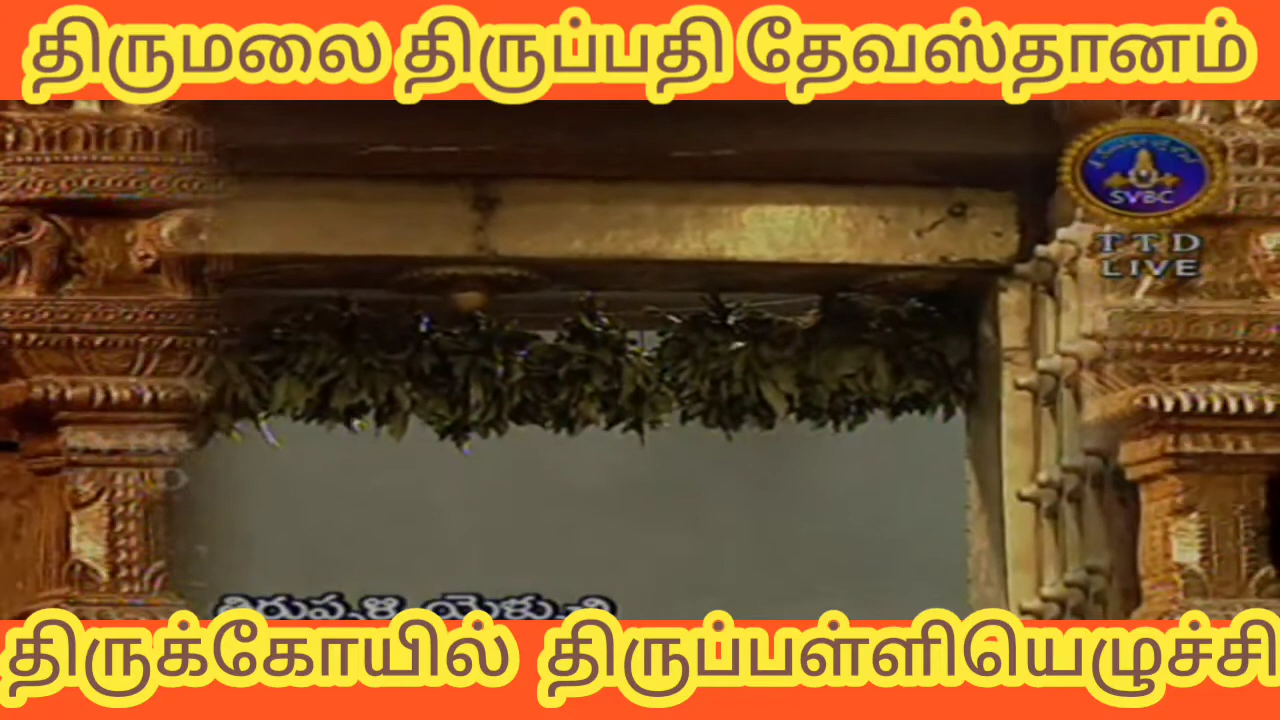 திருமலை திருப்பதி தேவஸ்தானம்
SVBC
TTD
LIVE
திருக்கோயில் திருப்பள்ளியெழுச்சி